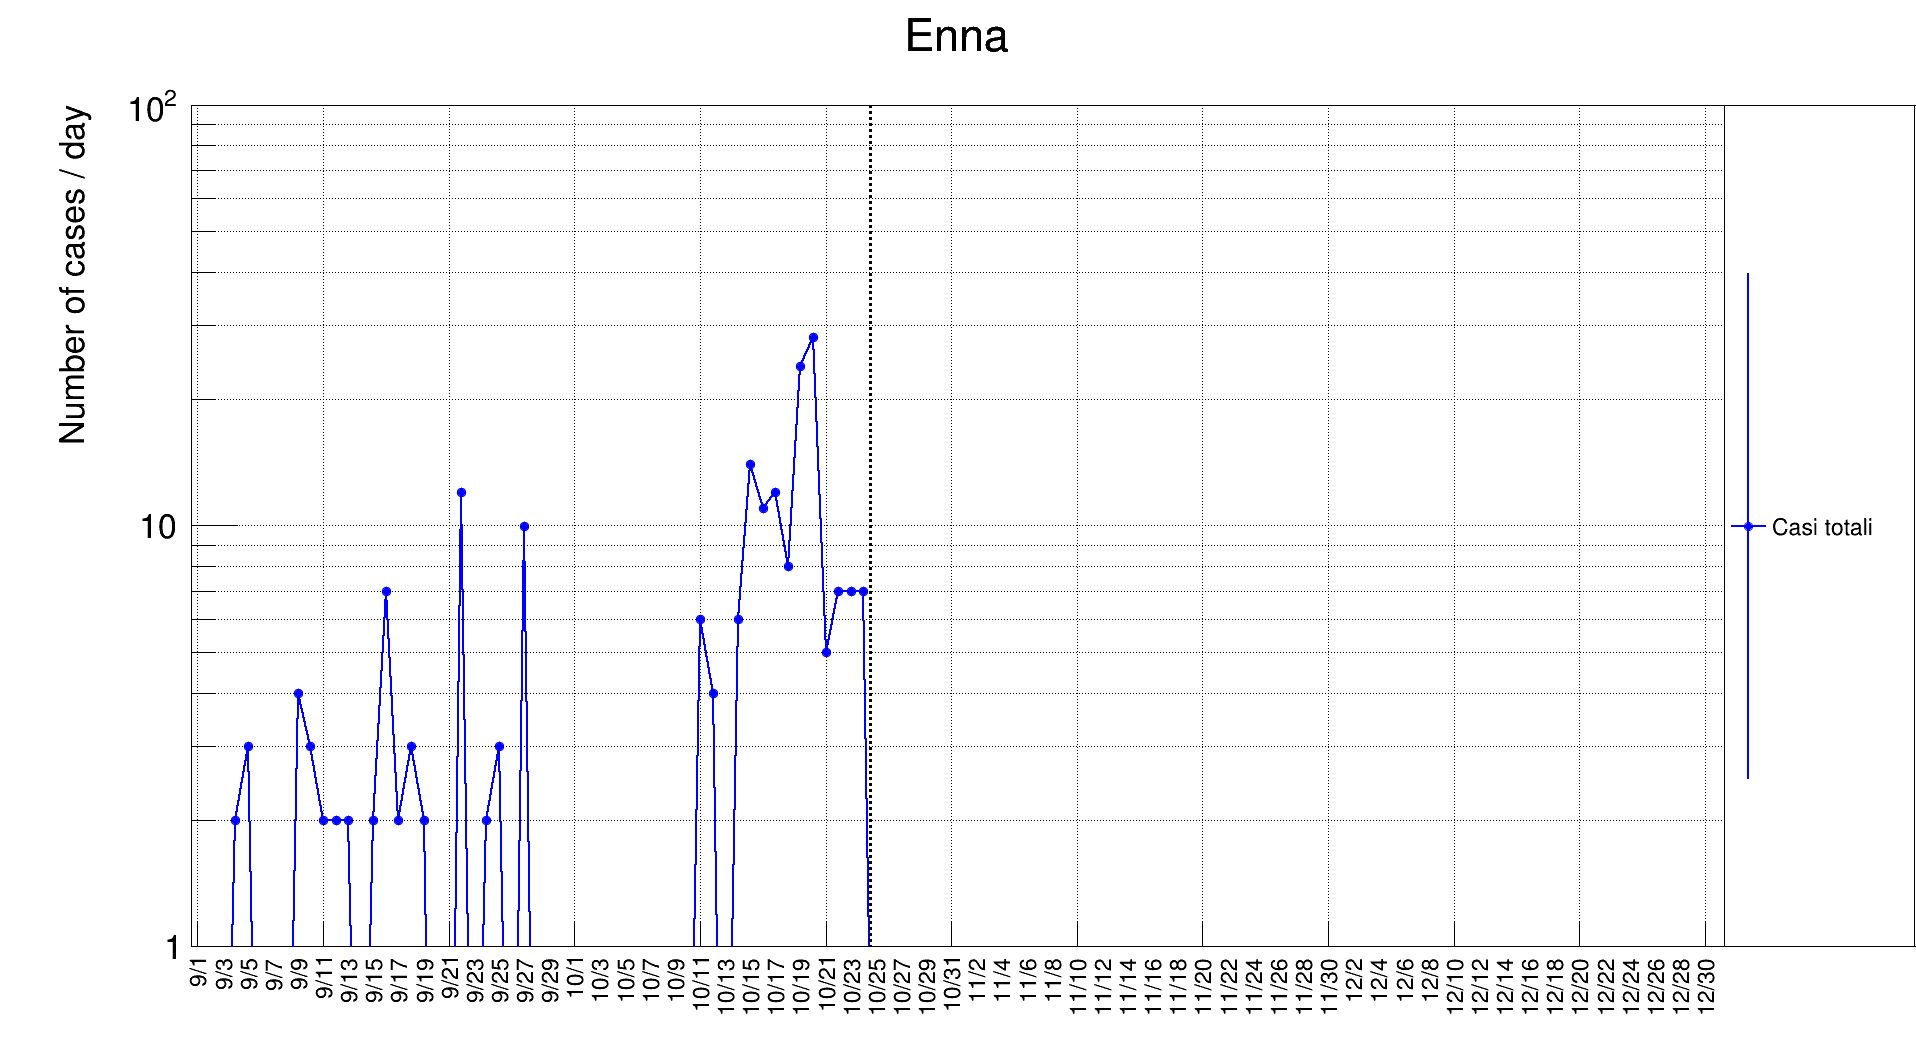 Enna
Number of cases / day
10²
10
1
9/1 9/3 9/5 9/7 9/9 9/11 9/13 9/15 9/17 9/19 9/21 9/23 9/25 9/27 9/29 10/1 10/3 10/5 10/7 10/9 10/11 10/13 10/15 10/17 10/19 10/21 10/23 10/25 10/27 10/29 10/31 11/2 11/4 11/6 11/8 11/10 11/12 11/14 11/16 11/18 11/20 11/22 11/24 11/26 11/28 11/30 12/2 12/4 12/6 12/8 12/10 12/12 12/14 12/16 12/18 12/20 12/22 12/24 12/26 12/28 12/30
Casi totali